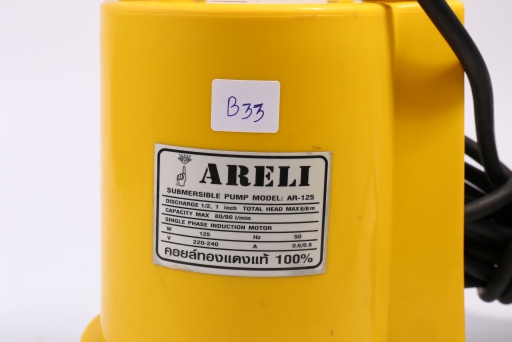 B33
ARELI
SUBMERSIBLE PUMP MODEL: AR-125
DISCHARGE 1/2, 1 inch TOTAL HEAD MAX 6/8 m
CAPACITY MAX 80/90 l/min
SINGLE PHASE INDUCTION MOTOR
W 125 Hz 50
V 220-240 A 0.6/0.8
คอยล์ทองแดงแท้ 100%